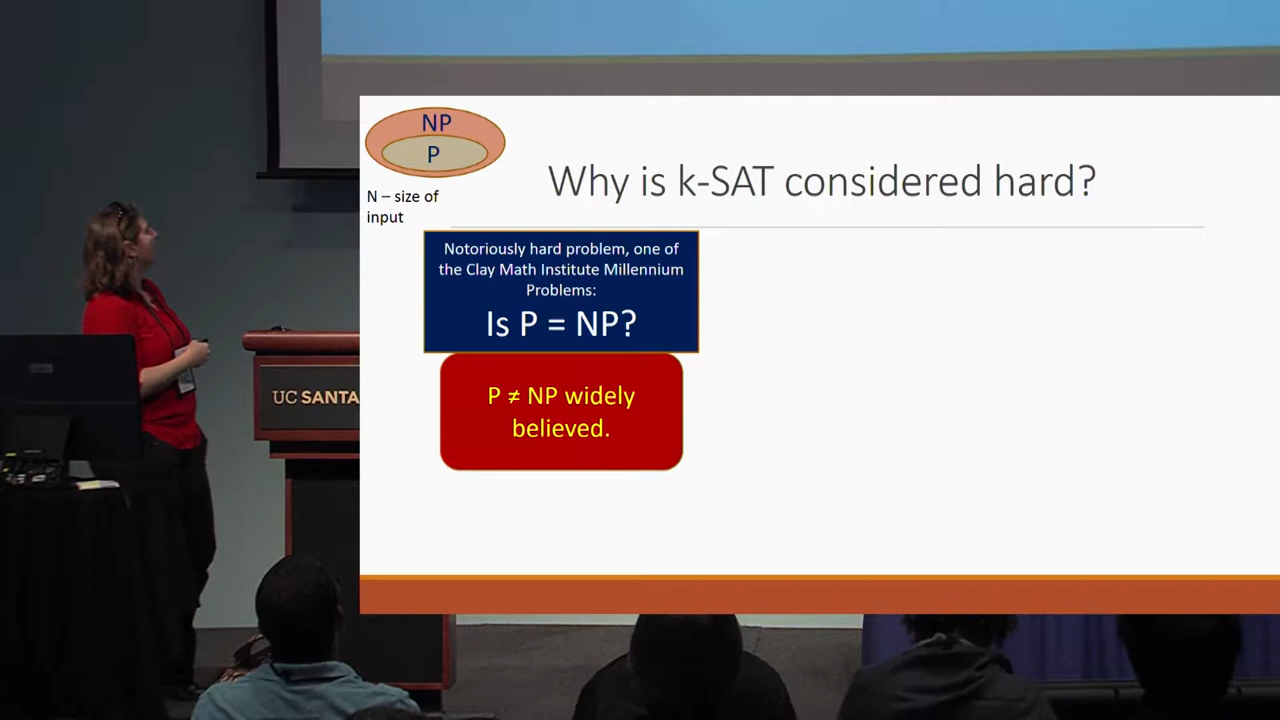 NP
P
N – size of
input
Why is k-SAT considered hard?
Notoriously hard problem, one of
the Clay Math Institute Millennium
Problems:
Is P = NP?
P ≠ NP widely
believed.
UC SANTA